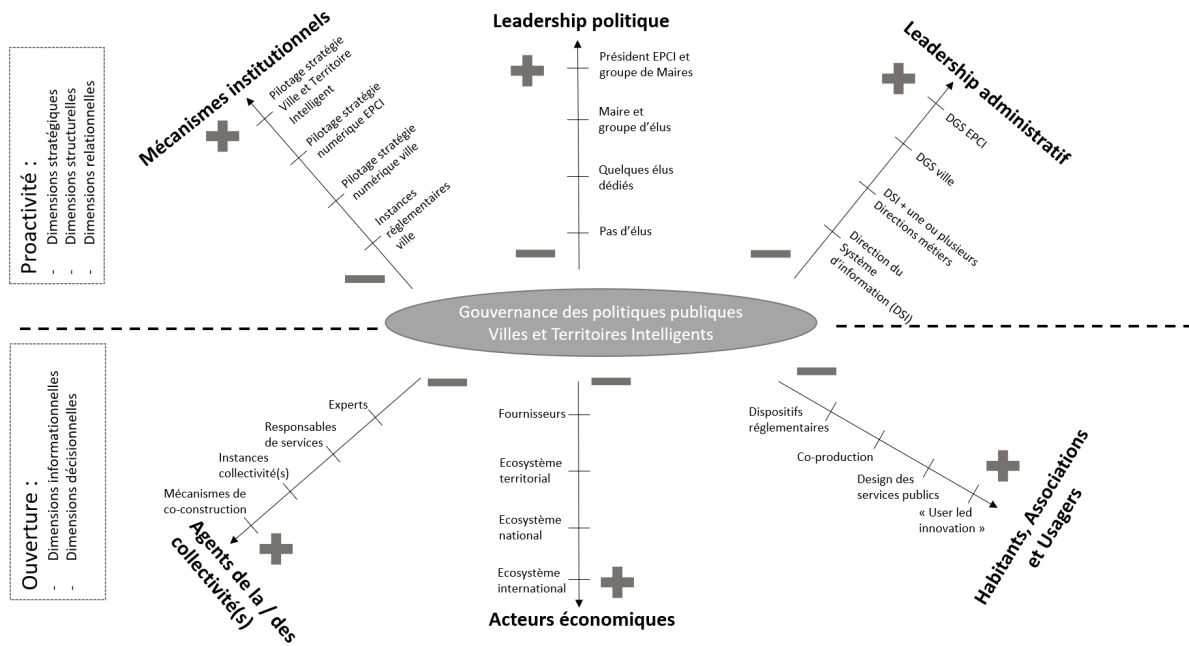 Proactivité :
- Dimensions stratégiques
- Dimensions structurelles
- Dimensions relationnelles
Mécanismes institutionnels
Pilotage stratégie
Ville et Territoire
Intelligent
Pilotage stratégie
numérique EPCI
Pilotage stratégie
numérique ville
Instances
réglementaires
ville
Leadership politique
Président EPCI et
groupe de Maires
Maire et
groupe d'élus
Quelques élus
dédiés
Pas d'élus
Leadership administratif
DGS EPCI
DGS ville
DSI + une ou plusieurs
Directions métiers
Direction du
Système
d'information (DSI)
Gouvernance des politiques publiques
Villes et Territoires Intelligents
Ouverture :
- Dimensions informationnelles
- Dimensions décisionnelles
Experts
Responsables
de services
Instances
collectivité(s)
Mécanismes de
co-construction
Agents de la / des
collectivité(s)
Fournisseurs
Ecosystème
territorial
Ecosystème
national
Ecosystème
international
Acteurs économiques
Dispositifs
réglementaires
Co-production
Design des
services publics
« User led
innovation »
Habitants, Associations
et Usagers